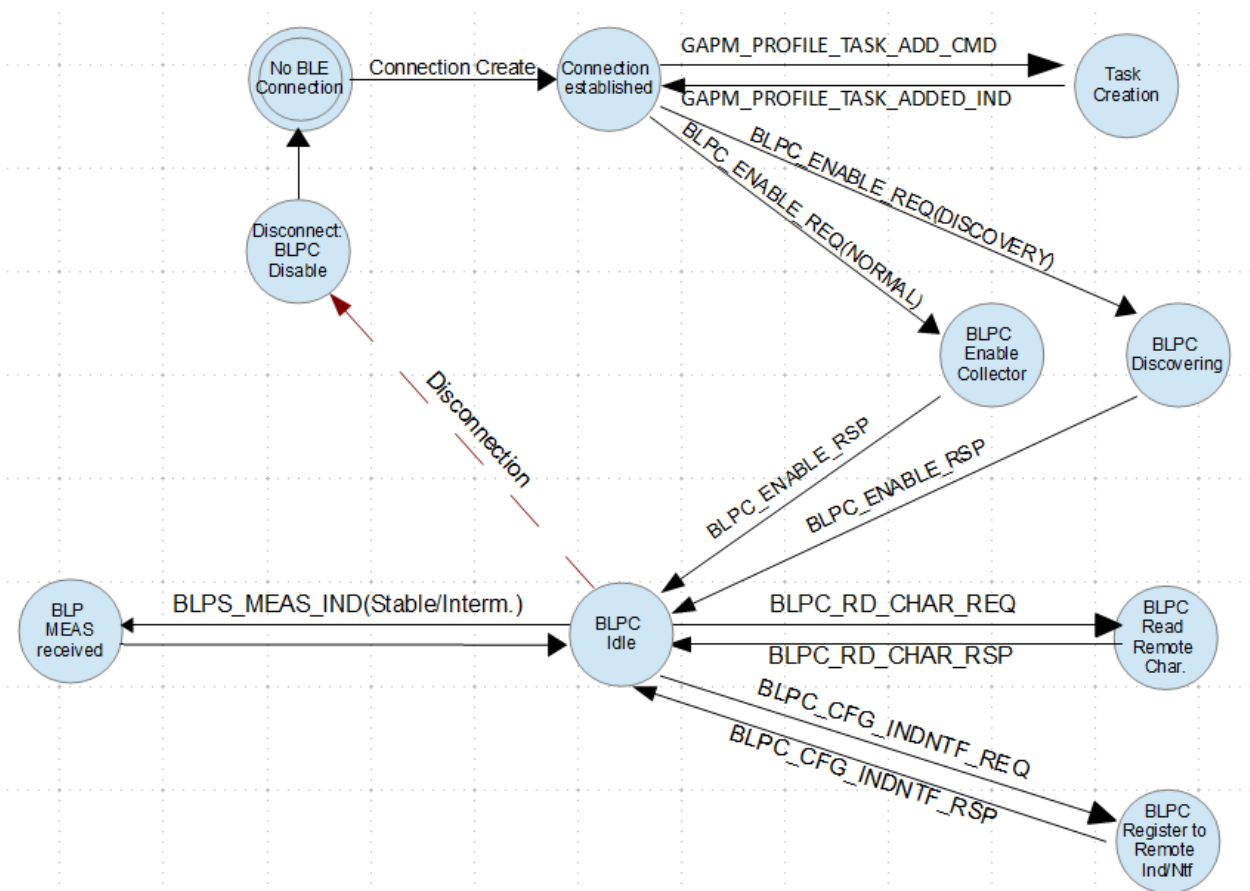 No BLE
Connection
Connection Create
Connection
established
GAPM_PROFILE_TASK_ADD_CMD
GAPM_PROFILE_TASK_ADDED_IND
Task
Creation
BLPC_ENABLE_REQ(NORMAL)
BLPC_ENABLE_REQ(DISCOVERY)
Disconnect:
BLPC
Disable
BLPC
Enable
Collector
BLPC
Discovering
Disconnection
BLPC_ENABLE_RSP
BLPC_ENABLE_RSP
BLP
MEAS
received
BLPS_MEAS_IND(Stable/Interm.)
BLPC
Idle
BLPC_RD_CHAR_REQ
BLPC_RD_CHAR_RSP
BLPC
Read
Remote
Char.
BLPC_CFG_INDNTF_REQ
BLPC_CFG_INDNTF_RSP
BLPC
Register to
Remote
Ind/Ntf